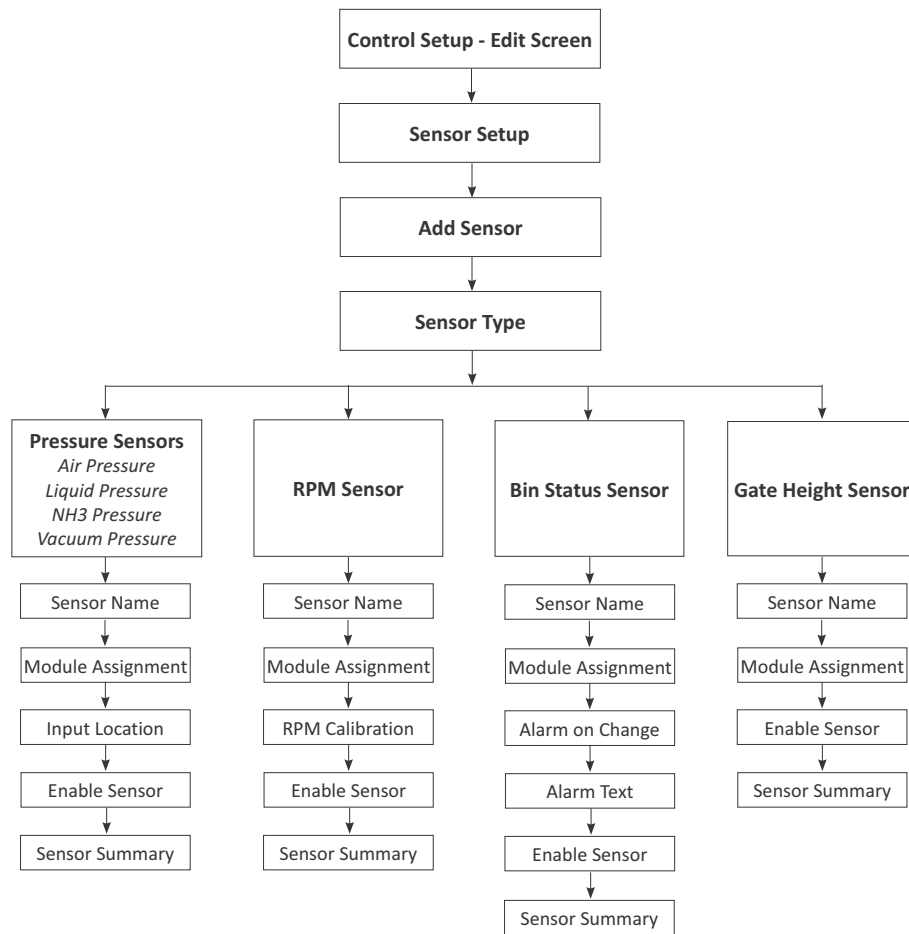 Control Setup - Edit Screen
Sensor Setup
Add Sensor
Sensor Type
Pressure Sensors
Air Pressure
Liquid Pressure
NH3 Pressure
Vacuum Pressure
Sensor Name
Module Assignment
Input Location
Enable Sensor
Sensor Summary
RPM Sensor
Sensor Name
Module Assignment
RPM Calibration
Enable Sensor
Sensor Summary
Bin Status Sensor
Sensor Name
Module Assignment
Alarm on Change
Alarm Text
Enable Sensor
Sensor Summary
Gate Height Sensor
Sensor Name
Module Assignment
Enable Sensor
Sensor Summary